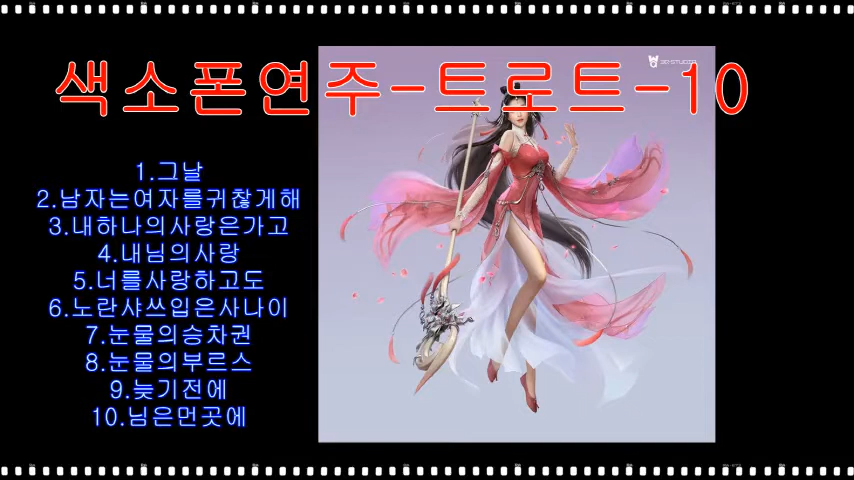 색소폰연주-트로트-10
3D·STUDIO
1.그날
2.남자는여자를귀찮게해
3.내하나의사랑은가고
4.내님의사랑
5.너를사랑하고도
6.노란샤쓰입은사나이
7.눈물의승차권
8.눈물의부르스
9.늦기전에
10.님은먼곳에